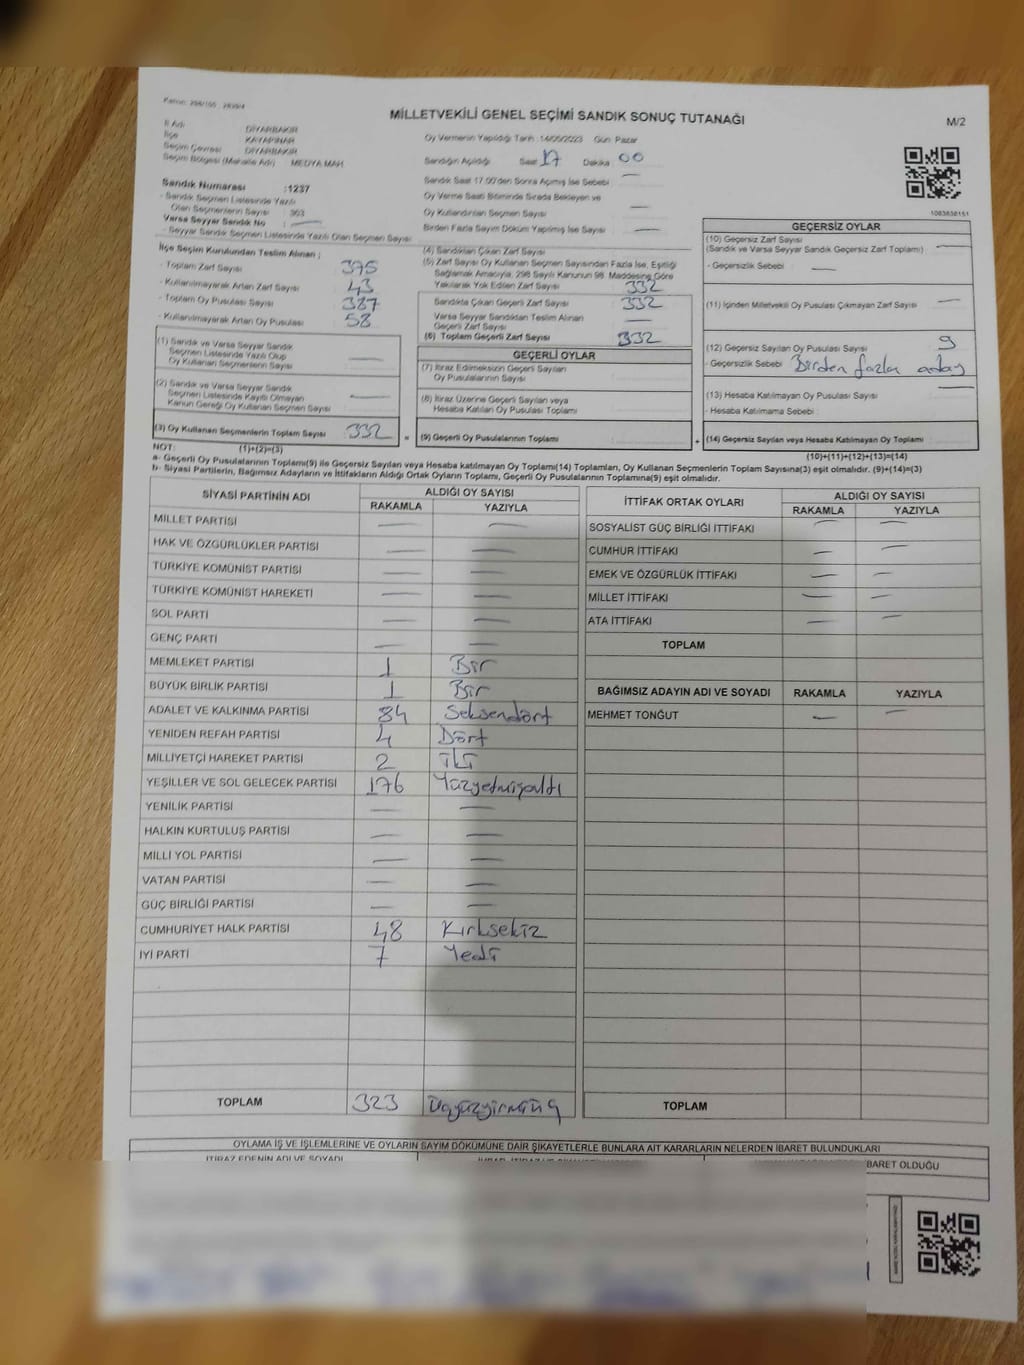 MİLLETVEKİLİ GENEL SEÇİMİ SANDIK SONUÇ TUTANAĞI
M/2
İl Adı DİYARBAKIR
İlçe KAYAPINAR
Seçim Çevresi DİYARBAKIR
Seçim Bölgesi (Mahalle Adı) MEDYA MAH.
Oy Vermenin Yapıldığı Tarih 14/05/2023 Gün Pazar
Sandığın Açıldığı Saat 17 Dakika 00
Sandık Saat 17.00'den Sonra Açılmış İse Sebebi
Oy Verme Saati Bitiminde Sırada Bekleyen ve
Oy Kullandırılan Seçmen Sayısı
Birden Fazla Sayım Döküm Yapılmış İse Sayısı
Sandık Numarası :1237
- Sandık Seçmen Listesinde Yazılı
Olan Seçmenlerin Sayısı : 363
Varsa Seyyar Sandık No :
- Seyyar Sandık Seçmen Listesinde Yazılı Olan Seçmen Sayısı
İlçe Seçim Kurulundan Teslim Alınan ;
- Toplam Zarf Sayısı 375
- Kullanılmayarak Artan Zarf Sayısı 43
- Toplam Oy Pusulası Sayısı 387
- Kullanılmayarak Artan Oy Pusulası 58
(1) Sandık ve Varsa Seyyar Sandık
Seçmen Listesinde Yazılı Olup
Oy Kullanan Seçmenlerin Sayısı
(2) Sandık ve Varsa Seyyar Sandık
Seçmen Listesinde Kayıtlı Olmayan
Kanun Gereği Oy Kullanan Seçmen Sayısı
(3) Oy Kullanan Seçmenlerin Toplam Sayısı 332
(4) Sandıktan Çıkan Zarf Sayısı
(5) Zarf Sayısı Oy Kullanan Seçmen Sayısından Fazla İse, Eşitliği
Sağlamak Amacıyla, 298 Sayılı Kanunun 98. Maddesine Göre
Yakılarak Yok Edilen Zarf Sayısı 332
Sandıkta Çıkan Geçerli Zarf Sayısı 332
Varsa Seyyar Sandıktan Teslim Alınan
Geçerli Zarf Sayısı
(6) Toplam Geçerli Zarf Sayısı 332
GEÇERLİ OYLAR
(7) İtiraz Edilmeksizin Geçerli Sayılan
Oy Pusulalarının Sayısı
(8) İtiraz Üzerine Geçerli Sayılan veya
Hesaba Katılan Oy Pusulası Toplamı
= (9) Geçerli Oy Pusulalarının Toplamı
1083838151
GEÇERSİZ OYLAR
(10) Geçersiz Zarf Sayısı
(Sandık ve Varsa Seyyar Sandık Geçersiz Zarf Toplamı)
- Geçersizlik Sebebi
(11) İçinden Milletvekili Oy Pusulası Çıkmayan Zarf Sayısı
(12) Geçersiz Sayılan Oy Pusulası Sayısı 9
- Geçersizlik Sebebi Birden fazla aday
(13) Hesaba Katılmayan Oy Pusulası Sayısı
- Hesaba Katılmama Sebebi
+ (14) Geçersiz Sayılan veya Hesaba Katılmayan Oy Toplamı
NOT: (1)+(2)=(3) (10)+(11)+(12)+(13)=(14)
a- Geçerli Oy Pusulalarının Toplamı(9) ile Geçersiz Sayılan veya Hesaba katılmayan Oy Toplamı(14) Toplamları, Oy Kullanan Seçmenlerin Toplam Sayısına(3) eşit olmalıdır. (9)+(14)=(3)
b- Siyasi Partilerin, Bağımsız Adayların ve İttifakların Aldığı Ortak Oyların Toplamı, Geçerli Oy Pusulalarının Toplamına(9) eşit olmalıdır.
SİYASİ PARTİNİN ADI ALDIĞI OY SAYISI
RAKAMLA YAZIYLA
MİLLET PARTİSİ
HAK VE ÖZGÜRLÜKLER PARTİSİ
TÜRKİYE KOMÜNİST PARTİSİ
TÜRKİYE KOMÜNİST HAREKETİ
SOL PARTİ
GENÇ PARTİ
MEMLEKET PARTİSİ 1 Bir
BÜYÜK BİRLİK PARTİSİ 1 Bir
ADALET VE KALKINMA PARTİSİ 84 Seksendört
YENİDEN REFAH PARTİSİ 4 Dört
MİLLİYETÇİ HAREKET PARTİSİ 2 İki
YEŞİLLER VE SOL GELECEK PARTİSİ 176 Yüzyetmişaltı
YENİLİK PARTİSİ
HALKIN KURTULUŞ PARTİSİ
MİLLİ YOL PARTİSİ
VATAN PARTİSİ
GÜÇ BİRLİĞİ PARTİSİ
CUMHURİYET HALK PARTİSİ 48 Kırksekiz
İYİ PARTİ 7 Yedi
TOPLAM 323 Üçyüzyirmiüç
İTTİFAK ORTAK OYLARI ALDIĞI OY SAYISI
RAKAMLA YAZIYLA
SOSYALİST GÜÇ BİRLİĞİ İTTİFAKI
CUMHUR İTTİFAKI
EMEK VE ÖZGÜRLÜK İTTİFAKI
MİLLET İTTİFAKI
ATA İTTİFAKI
TOPLAM
BAĞIMSIZ ADAYIN ADI VE SOYADI RAKAMLA YAZIYLA
MEHMET TONĞUT
TOPLAM
OYLAMA İŞ VE İŞLEMLERİNE VE OYLARIN SAYIM DÖKÜMÜNE DAİR ŞİKAYETLERLE BUNLARA AİT KARARLARIN NELERDEN İBARET BULUNDUKLARI
İTİRAZ EDENİN ADI VE SOYADI
İBARET OLDUĞU